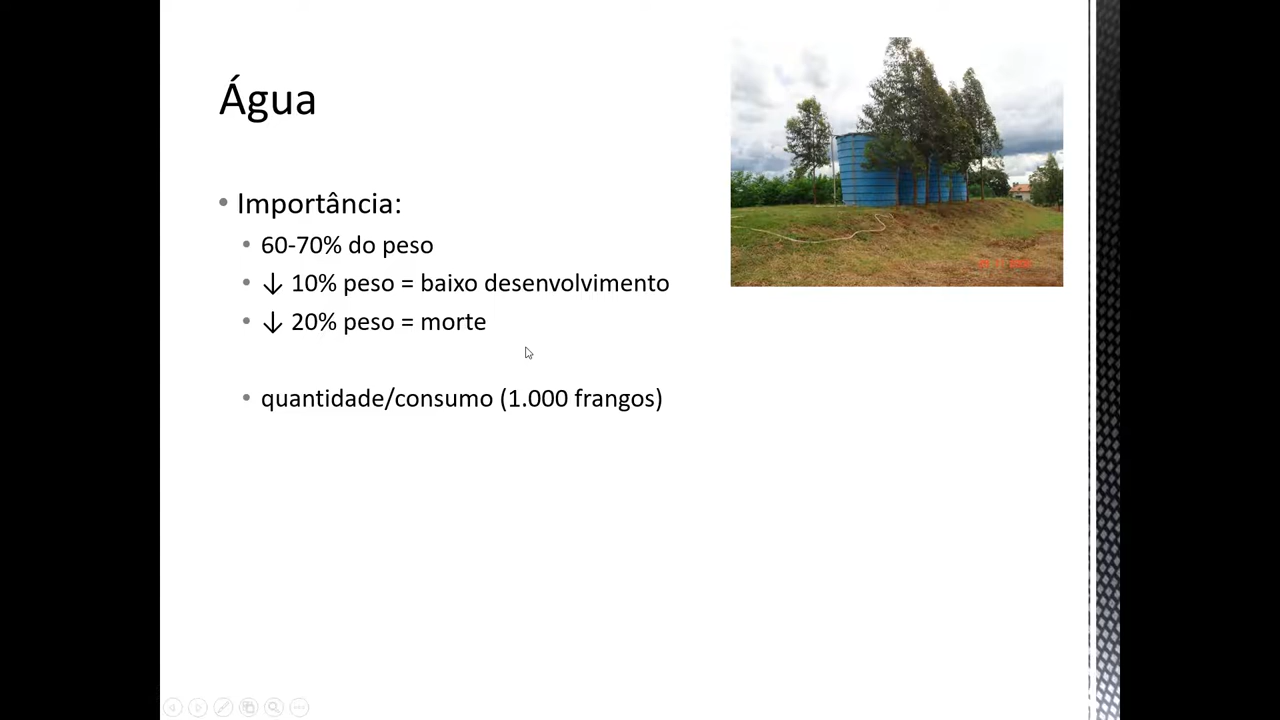 Água
Importância:
60-70% do peso
↓ 10% peso = baixo desenvolvimento
↓ 20% peso = morte
quantidade/consumo (1.000 frangos)